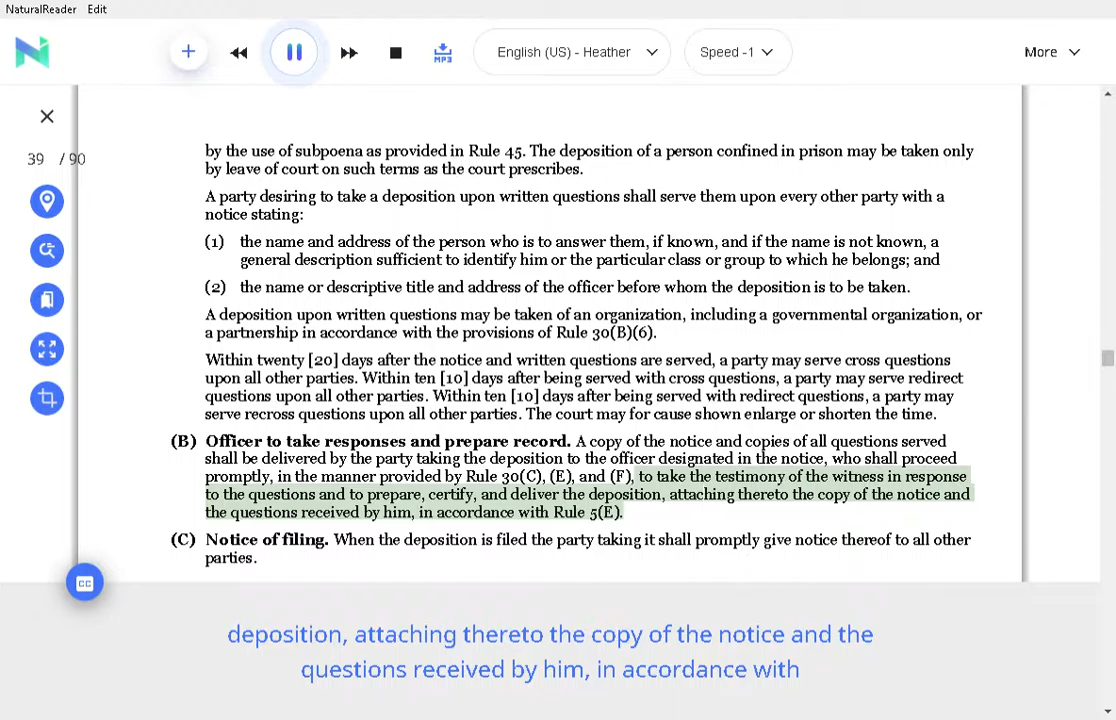 NaturalReader Edit
MP3
English (US) - Heather
Speed -1
More
39 / 90
by the use of subpoena as provided in Rule 45. The deposition of a person confined in prison may be taken only
by leave of court on such terms as the court prescribes.
A party desiring to take a deposition upon written questions shall serve them upon every other party with a
notice stating:
(1) the name and address of the person who is to answer them, if known, and if the name is not known, a
general description sufficient to identify him or the particular class or group to which he belongs; and
(2) the name or descriptive title and address of the officer before whom the deposition is to be taken.
A deposition upon written questions may be taken of an organization, including a governmental organization, or
a partnership in accordance with the provisions of Rule 30(B)(6).
Within twenty [20] days after the notice and written questions are served, a party may serve cross questions
upon all other parties. Within ten [10] days after being served with cross questions, a party may serve redirect
questions upon all other parties. Within ten [10] days after being served with redirect questions, a party may
serve recross questions upon all other parties. The court may for cause shown enlarge or shorten the time.
(B) Officer to take responses and prepare record. A copy of the notice and copies of all questions served
shall be delivered by the party taking the deposition to the officer designated in the notice, who shall proceed
promptly, in the manner provided by Rule 30(C), (E), and (F), to take the testimony of the witness in response
to the questions and to prepare, certify, and deliver the deposition, attaching thereto the copy of the notice and
the questions received by him, in accordance with Rule 5(E).
(C) Notice of filing. When the deposition is filed the party taking it shall promptly give notice thereof to all other
parties.
CC
deposition, attaching thereto the copy of the notice and the
questions received by him, in accordance with